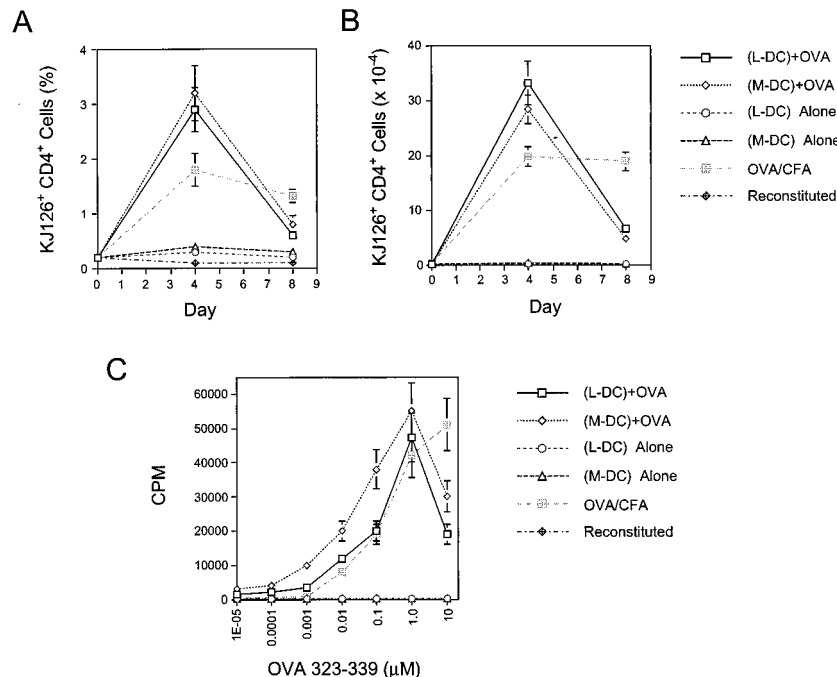 A
KJ126+ CD4+ Cells (%)
4
3
2
1
0
0 1 2 3 4 5 6 7 8 9
Day
B
KJ126+ CD4+ Cells (x 10-4)
40
30
20
10
0
0 1 2 3 4 5 6 7 8 9
Day
(L-DC)+OVA
(M-DC)+OVA
(L-DC) Alone
(M-DC) Alone
OVA/CFA
Reconstituted
C
CPM
60000
50000
40000
30000
20000
10000
0
1E-05 0.0001 0.001 0.01 0.1 1.0 10
OVA 323-339 (μM)
(L-DC)+OVA
(M-DC)+OVA
(L-DC) Alone
(M-DC) Alone
OVA/CFA
Reconstituted